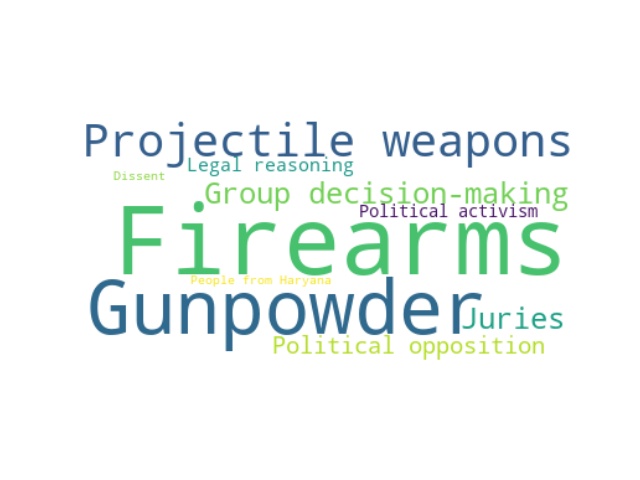 Projectile weapons
Legal reasoning
Dissent
Group decision-making
Political activism
Firearms
People from Haryana
Gunpowder
Juries
Political opposition